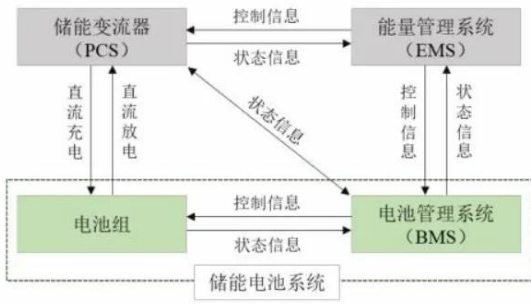 控制信息
储能变流器
（PCS）
能量管理系统
（EMS）
状态信息
直流充电
直流放电
状态信息
控制信息
状态信息
电池组
控制信息
状态信息
电池管理系统
（BMS）
储能电池系统